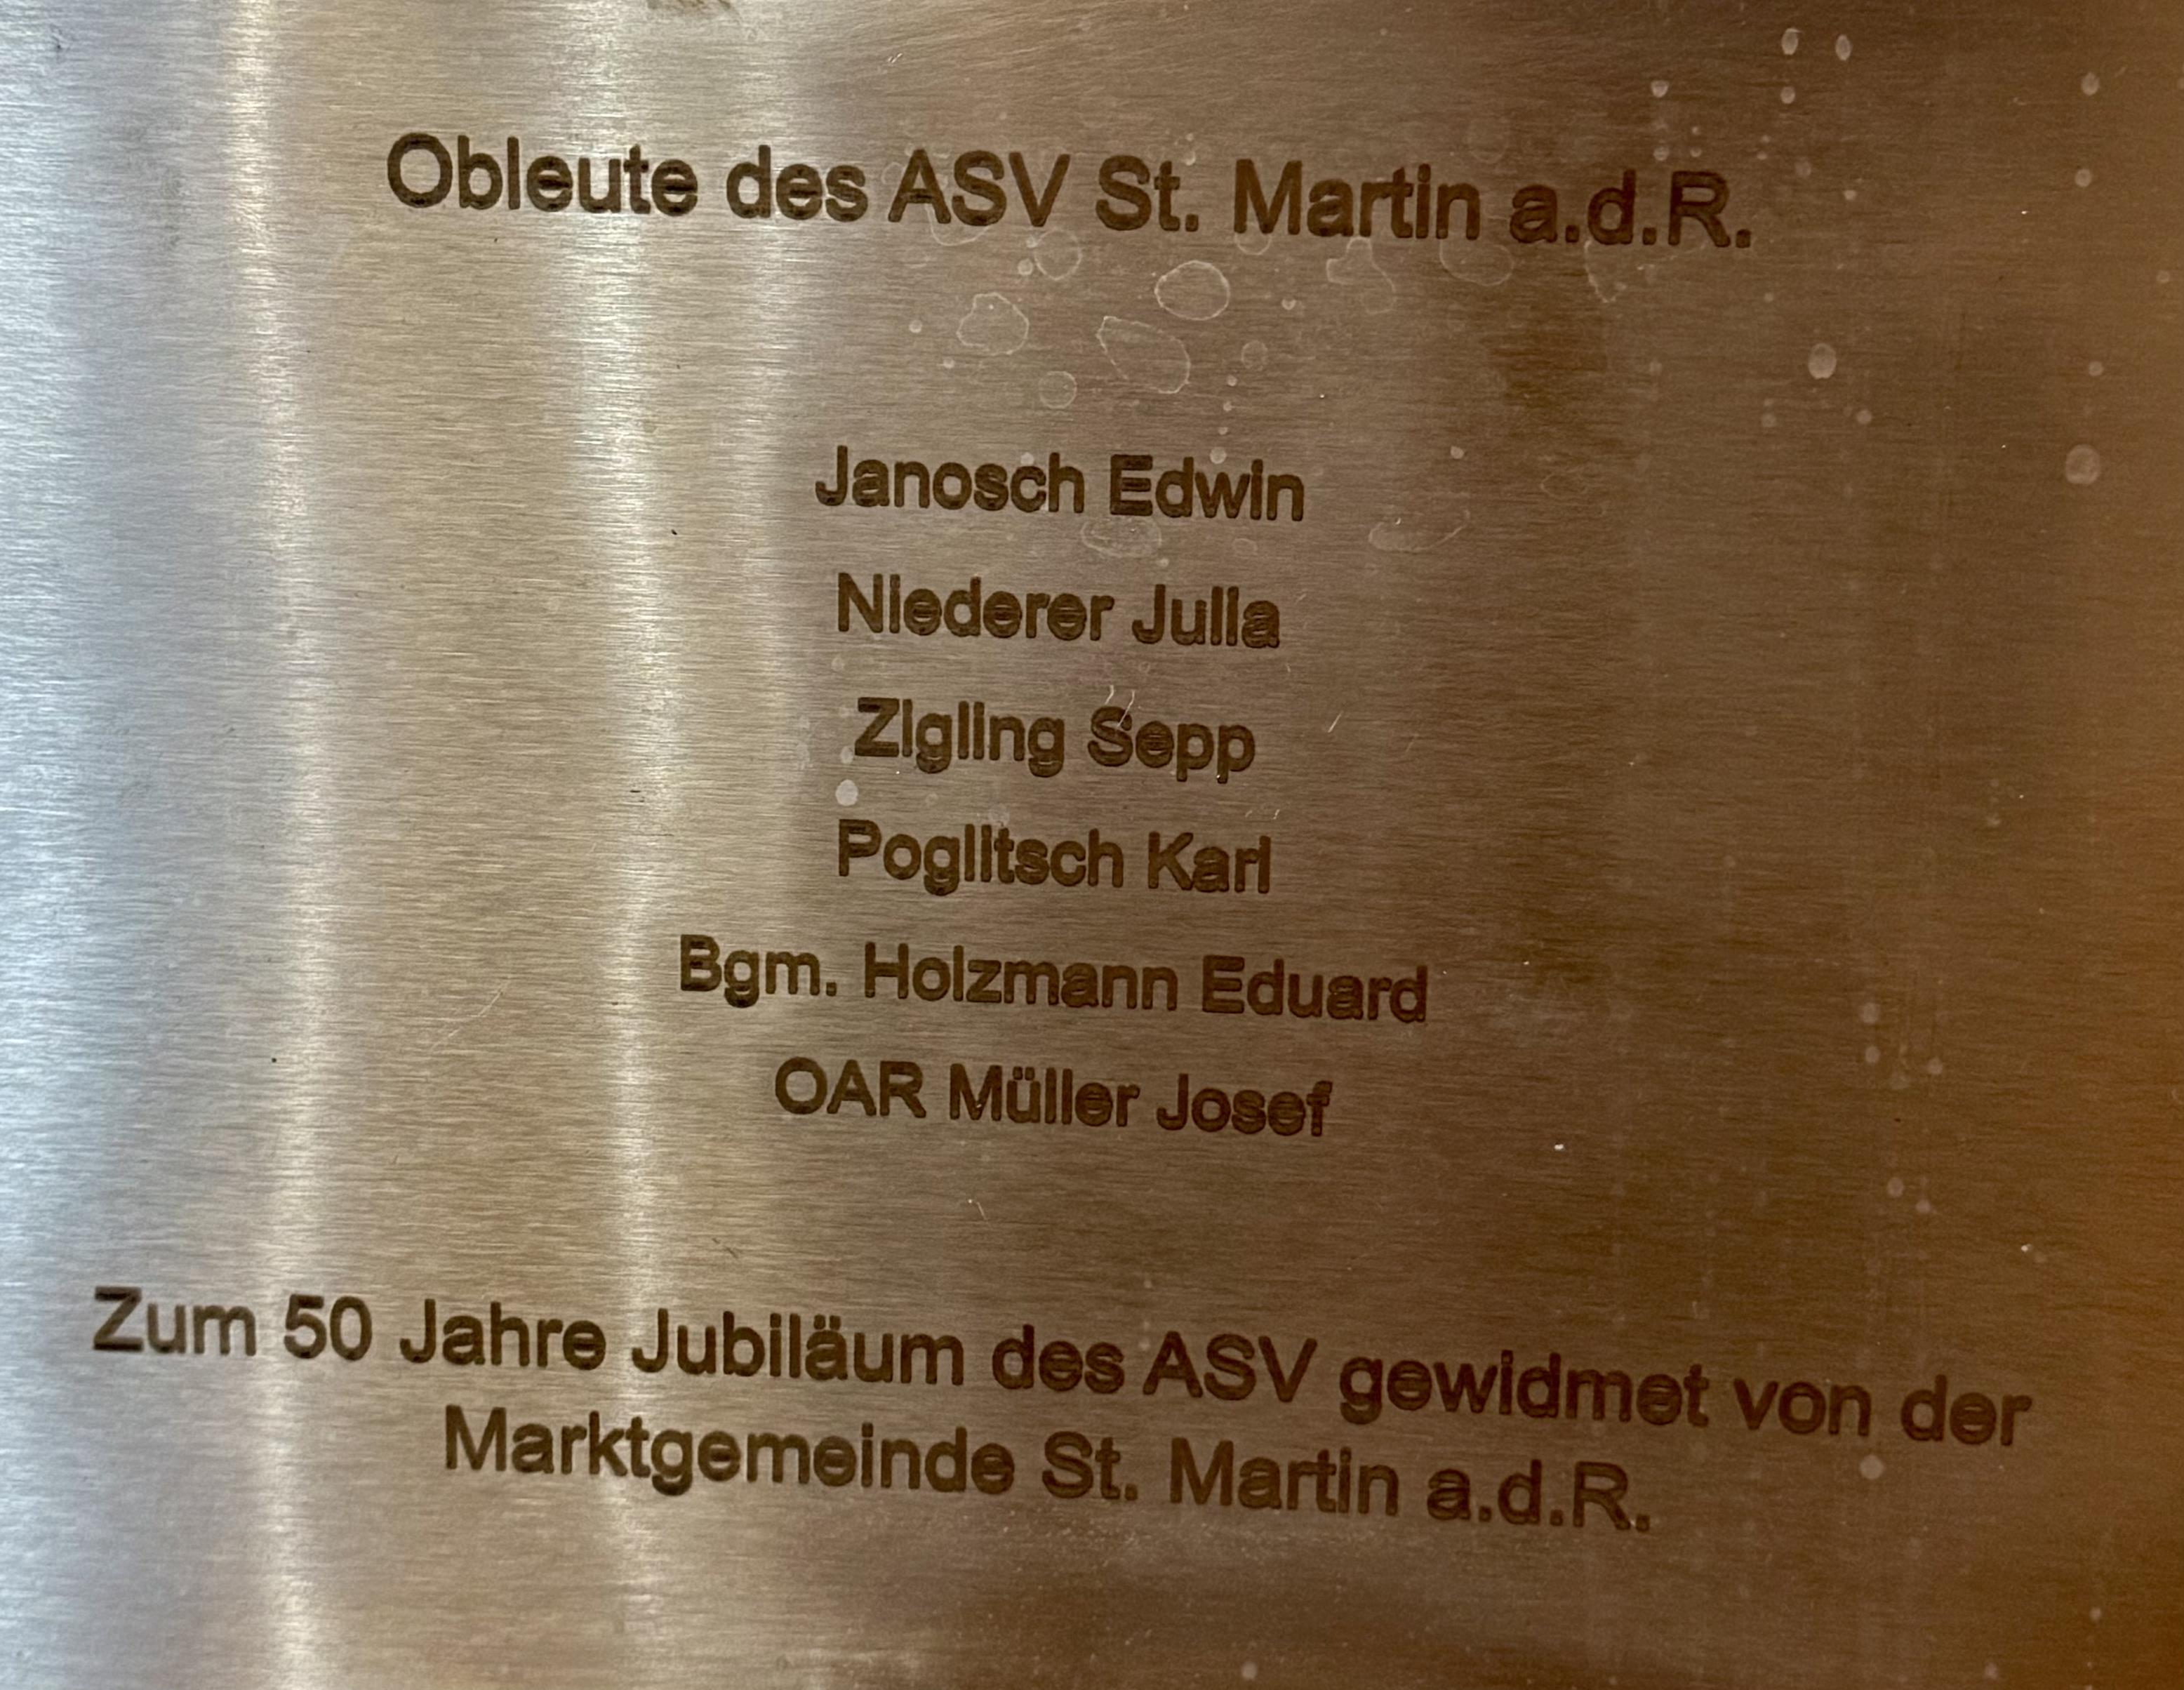 Obleute des ASV St. Martin a.d.R.
Janosch Edwin
Niederer Julia
Zigling Sepp
Poglitsch Karl
Bgm. Holzmann Eduard
OAR Müller Josef
Zum 50 Jahre Jubiläum des ASV gewidmet von der
Marktgemeinde St. Martin a.d.R.